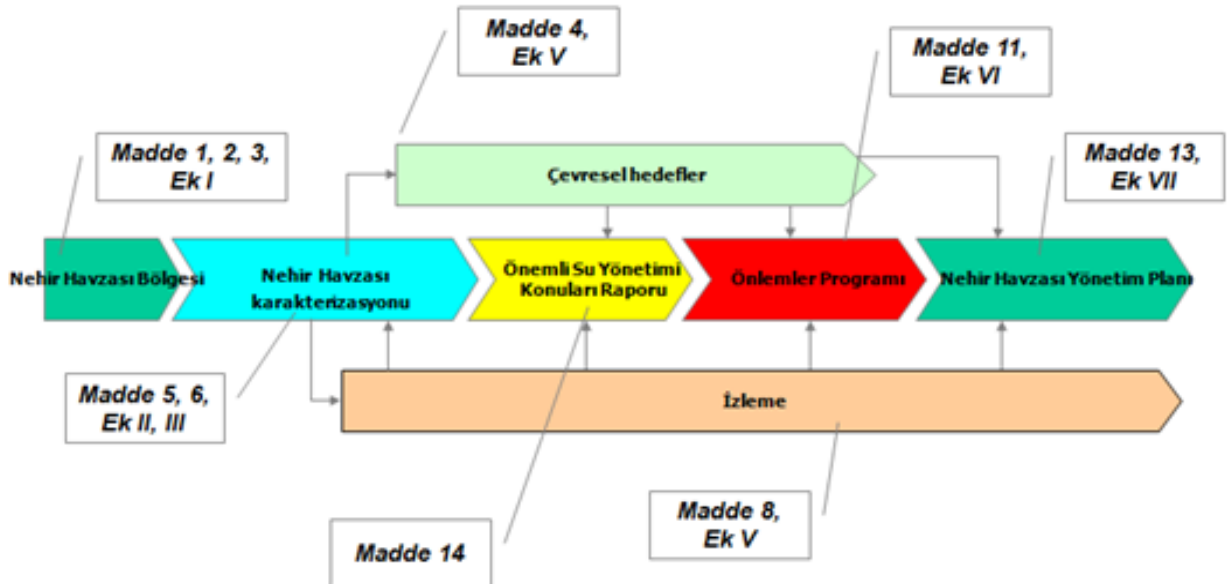 Madde 4,
Ek V
Madde 11,
Ek VI
Madde 1, 2, 3,
Ek I
Madde 13,
Ek VII
Çevresel hedefler
Nehir Havzası Bölgesi
Nehir Havzası
karakterizasyonu
Önemli Su Yönetimi
Konuları Raporu
Önlemler Programı
Nehir Havzası Yönetim Planı
Madde 5, 6,
Ek II, III
İzleme
Madde 14
Madde 8,
Ek V